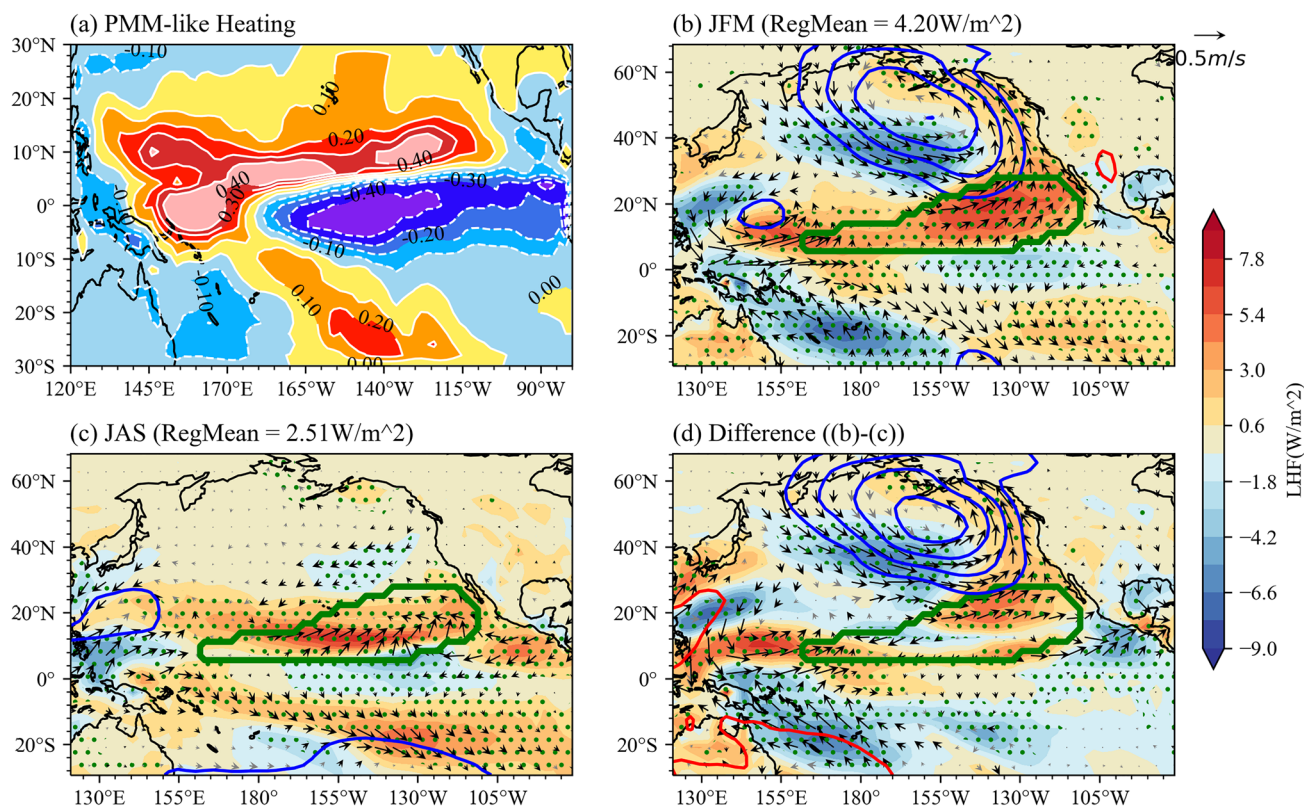 (a) PMM-like Heating
30°N
20°N
10°N
0°
10°S
20°S
30°S
120°E 145°E 170°E 165°W 140°W 115°W 90°W
-0.10
0.10
0.20
0.40
-0.30
0.40
-0.40
0.30
-0.20
-0.10
-0.10
0.10
0.20
0.00
0.00
(b) JFM (RegMean = 4.20W/m^2)
0.5m/s
60°N
40°N
20°N
0°
20°S
130°E 155°E 180° 155°W 130°W 105°W
(c) JAS (RegMean = 2.51W/m^2)
60°N
40°N
20°N
0°
20°S
130°E 155°E 180° 155°W 130°W 105°W
(d) Difference ((b)-(c))
60°N
40°N
20°N
0°
20°S
130°E 155°E 180° 155°W 130°W 105°W
7.8
5.4
3.0
0.6
−1.8
−4.2
−6.6
−9.0
LHF(W/m^2)